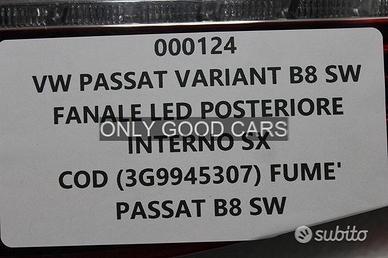 000124
VW PASSAT VARIANT B8 SW
FANALE LED POSTERIORE
ONLY GOOD CARS
INTERNO SX
COD (3G9945307) FUME'
PASSAT B8 SW
subito